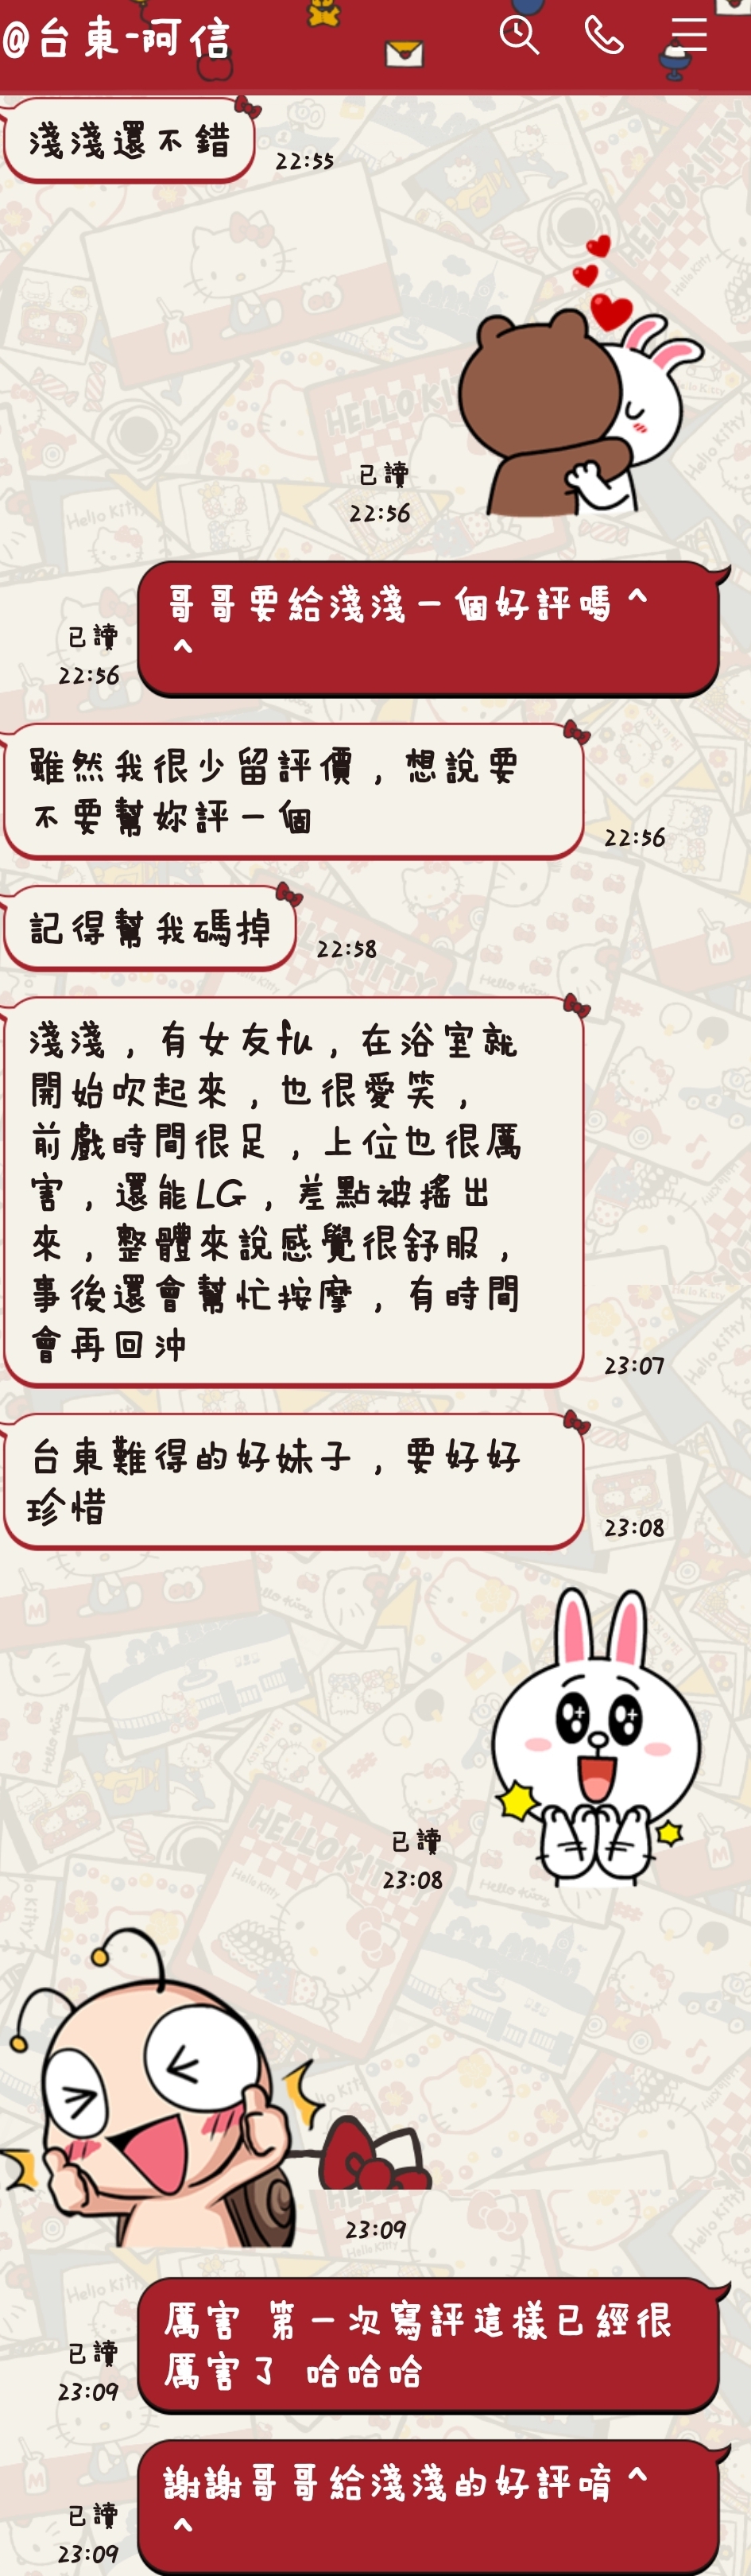 @台東-阿信
淺淺還不錯
22:55
已讀
22:56
哥哥要給淺淺一個好評嗎^
^
已讀
22:56
雖然我很少留評價，想說要
不要幫妳評一個
22:56
記得幫我碼掉
22:58
淺淺，有女友fu，在浴室就
開始吹起來，也很愛笑，
前戲時間很足，上位也很厲
害，還能LG，差點被搖出
來，整體來說感覺很舒服，
事後還會幫忙按摩，有時間
會再回沖
23:07
台東難得的好妹子，要好好
珍惜
23:08
已讀
23:08
23:09
厲害 第一次寫評這樣已經很
厲害了 哈哈哈
已讀
23:09
謝謝哥哥給淺淺的好評唷^
^
已讀
23:09